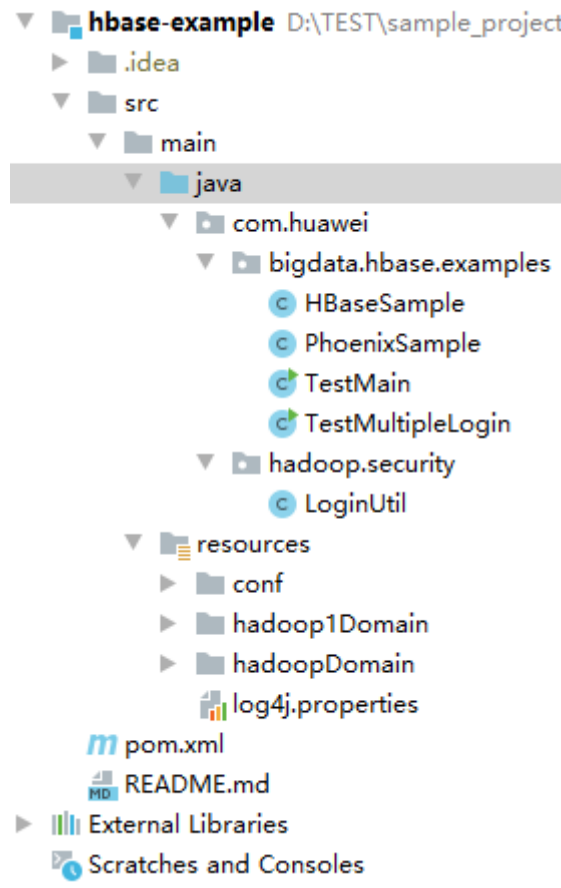 hbase-example D:\TEST\sample_project
.idea
src
main
java
com.huawei
bigdata.hbase.examples
C HBaseSample
C PhoenixSample
C TestMain
C TestMultipleLogin
hadoop.security
C LoginUtil
resources
conf
hadoop1Domain
hadoopDomain
log4j.properties
m pom.xml
MD README.md
External Libraries
Scratches and Consoles